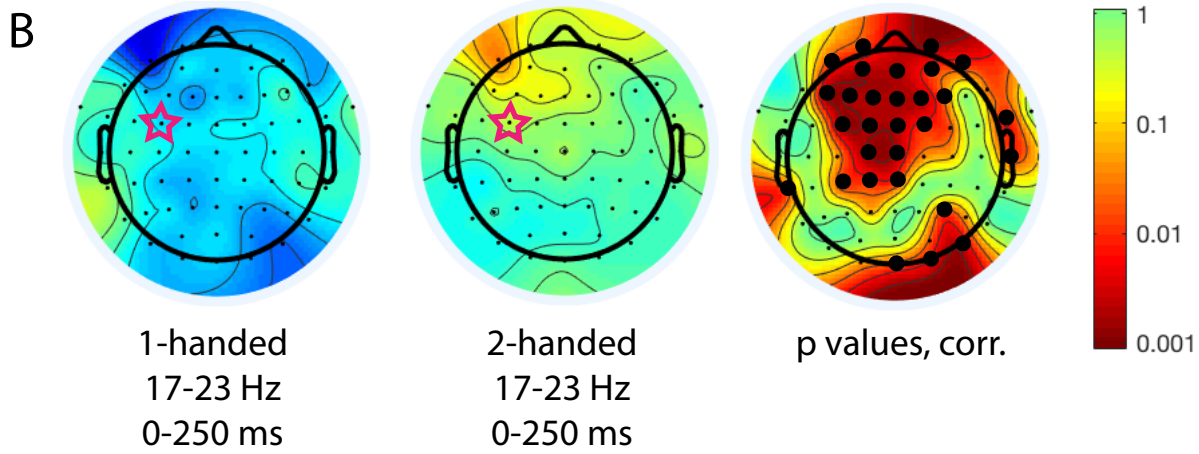 B
1-handed
17-23 Hz
0-250 ms
2-handed
17-23 Hz
0-250 ms
p values, corr.
1
0.1
0.01
0.001